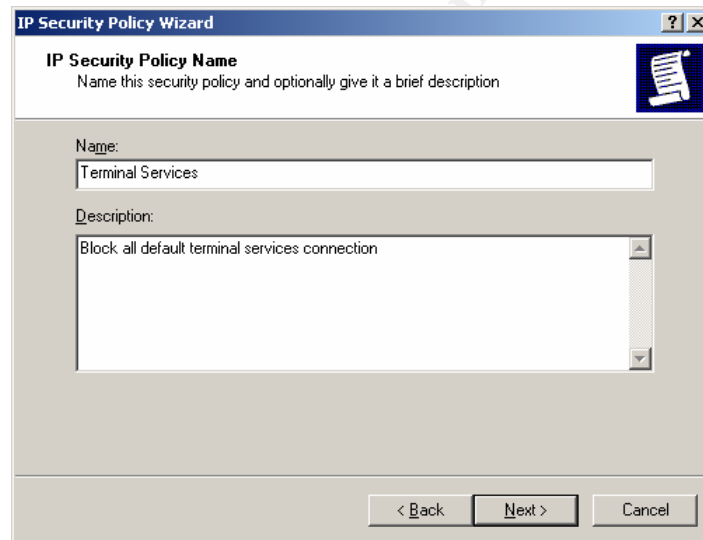 IP Security Policy Wizard
IP Security Policy Name
Name this security policy and optionally give it a brief description
Name:
Terminal Services
Description:
Block all default terminal services connection
< Back
Next >
Cancel